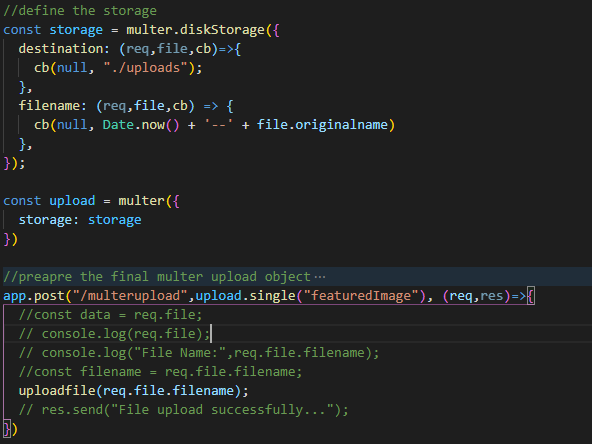 //define the storage
const storage = multer.diskStorage({
  destination: (req,file,cb)=>{
    cb(null, "./uploads");
  },
  filename: (req,file,cb) => {
    cb(null, Date.now() + '--' + file.originalname)
  },
});

const upload = multer({
  storage: storage
})

//preapre the final multer upload object ···
app.post("/multerupload",upload.single("featuredImage"), (req,res)=>{
  //const data = req.file;
  // console.log(req.file);
  // console.log("File Name:",req.file.filename);
  //const filename = req.file.filename;
  uploadfile(req.file.filename);
  // res.send("File upload successfully...");
})